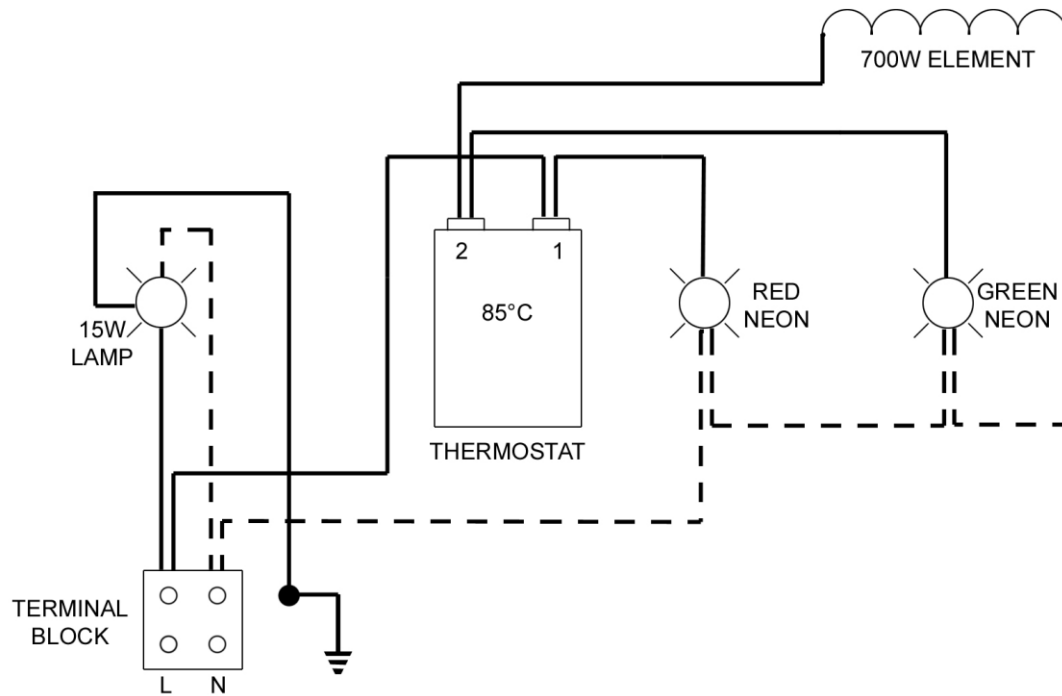 700W ELEMENT
2
1
85°C
RED
NEON
GREEN
NEON
15W
LAMP
THERMOSTAT
TERMINAL
BLOCK
L
N